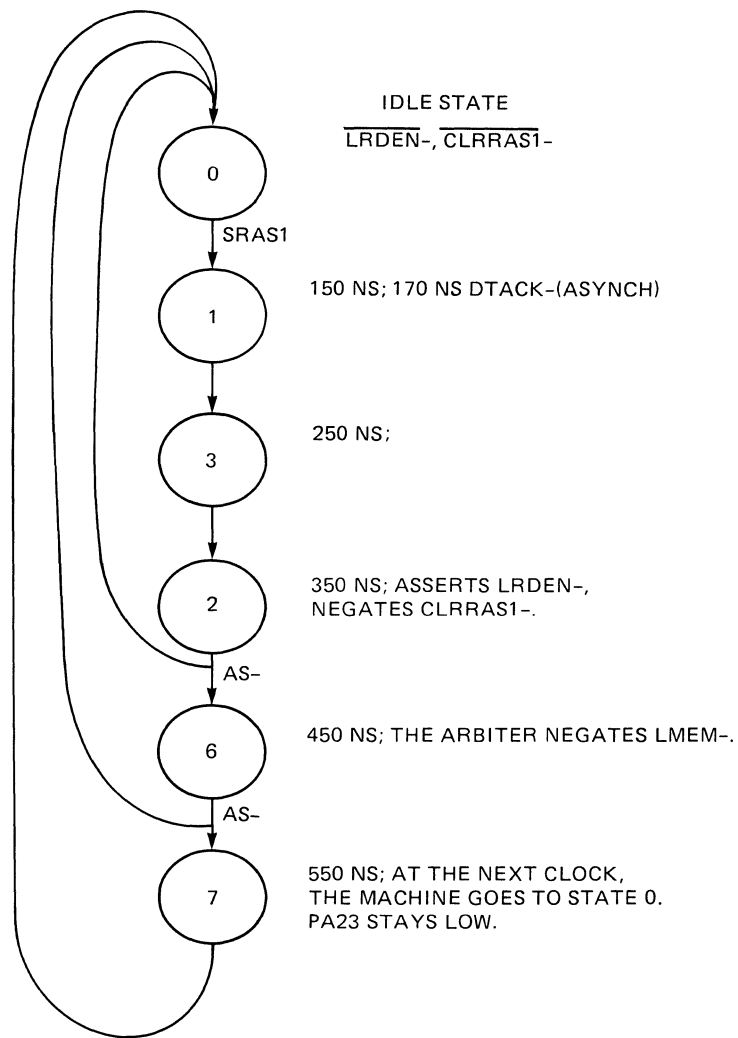 IDLE STATE
LRDEN-, CLRRAS1-
0
SRAS1
150 NS; 170 NS DTACK-(ASYNCH)
1
250 NS;
3
350 NS; ASSERTS LRDEN-,
NEGATES CLRRAS1-.
2
AS-
450 NS; THE ARBITER NEGATES LMEM-.
6
AS-
550 NS; AT THE NEXT CLOCK,
THE MACHINE GOES TO STATE 0.
PA23 STAYS LOW.
7